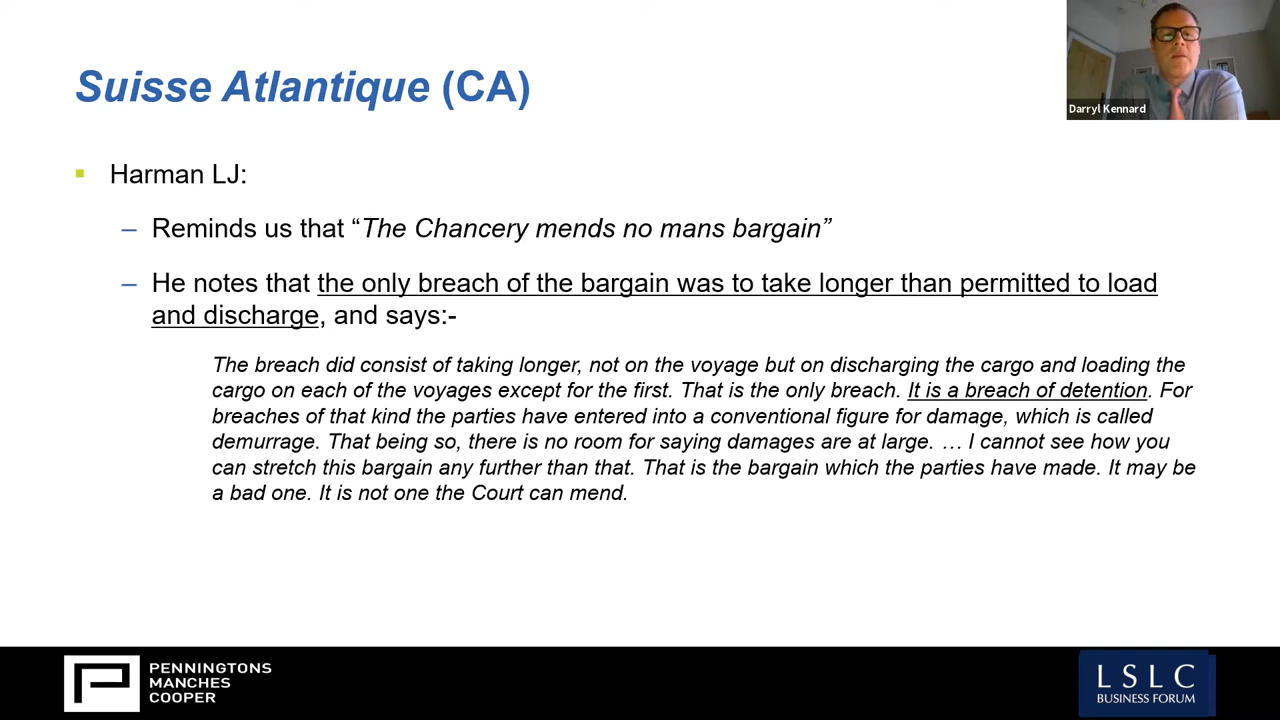 Suisse Atlantique (CA)
Darryl Kennard
Harman LJ:
– Reminds us that “The Chancery mends no mans bargain”
– He notes that the only breach of the bargain was to take longer than permitted to load
and discharge, and says:-
The breach did consist of taking longer, not on the voyage but on discharging the cargo and loading the
cargo on each of the voyages except for the first. That is the only breach. It is a breach of detention. For
breaches of that kind the parties have entered into a conventional figure for damage, which is called
demurrage. That being so, there is no room for saying damages are at large. … I cannot see how you
can stretch this bargain any further than that. That is the bargain which the parties have made. It may be
a bad one. It is not one the Court can mend.
PENNINGTONS
MANCHES
COOPER
LSLC
BUSINESS FORUM